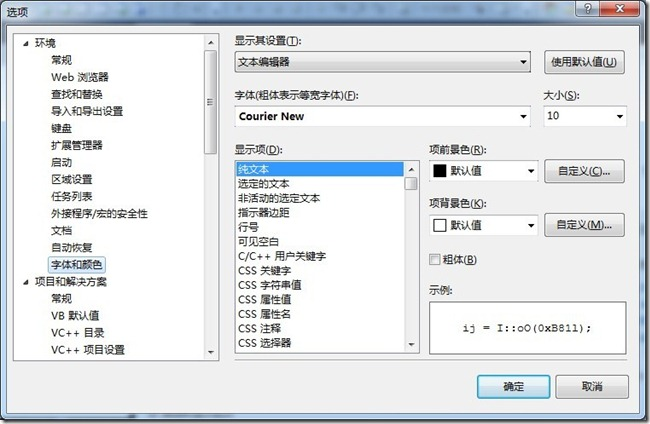 选项
环境
常规
Web 浏览器
查找和替换
导入和导出设置
键盘
扩展管理器
启动
区域设置
任务列表
外接程序/宏的安全性
文档
自动恢复
字体和颜色
项目和解决方案
常规
VB 默认值
VC++ 目录
VC++ 项目设置
显示其设置(T):
文本编辑器
使用默认值(U)
字体(粗体表示等宽字体)(F):
大小(S):
Courier New
10
显示项(D):
纯文本
选定的文本
非活动的选定文本
指示器边距
行号
可见空白
C/C++ 用户关键字
CSS 关键字
CSS 字符串值
CSS 属性值
CSS 属性名
CSS 注释
CSS 选择器
项前景色(R):
默认值
自定义(C)...
项背景色(K):
默认值
自定义(M)...
粗体(B)
示例:
ij = I::oO(0xB81l);
确定
取消